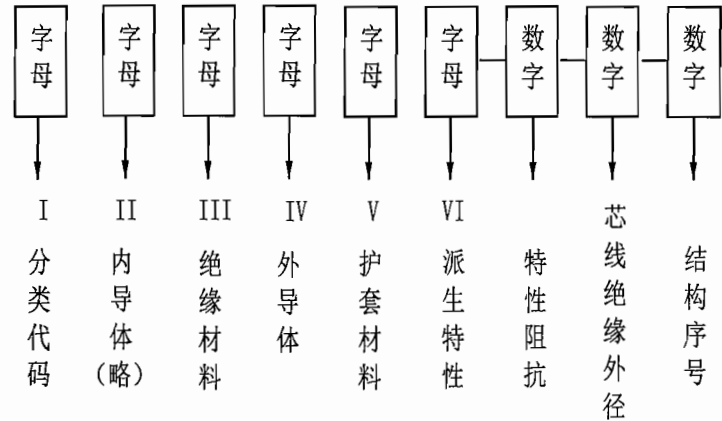 字母 字母 字母 字母 字母 字母 数字 数字 数字
I II III IV V VI
分类代码
内导体(略)
绝缘材料
外导体
护套材料
派生特性
特性阻抗
芯线绝缘外径
结构序号